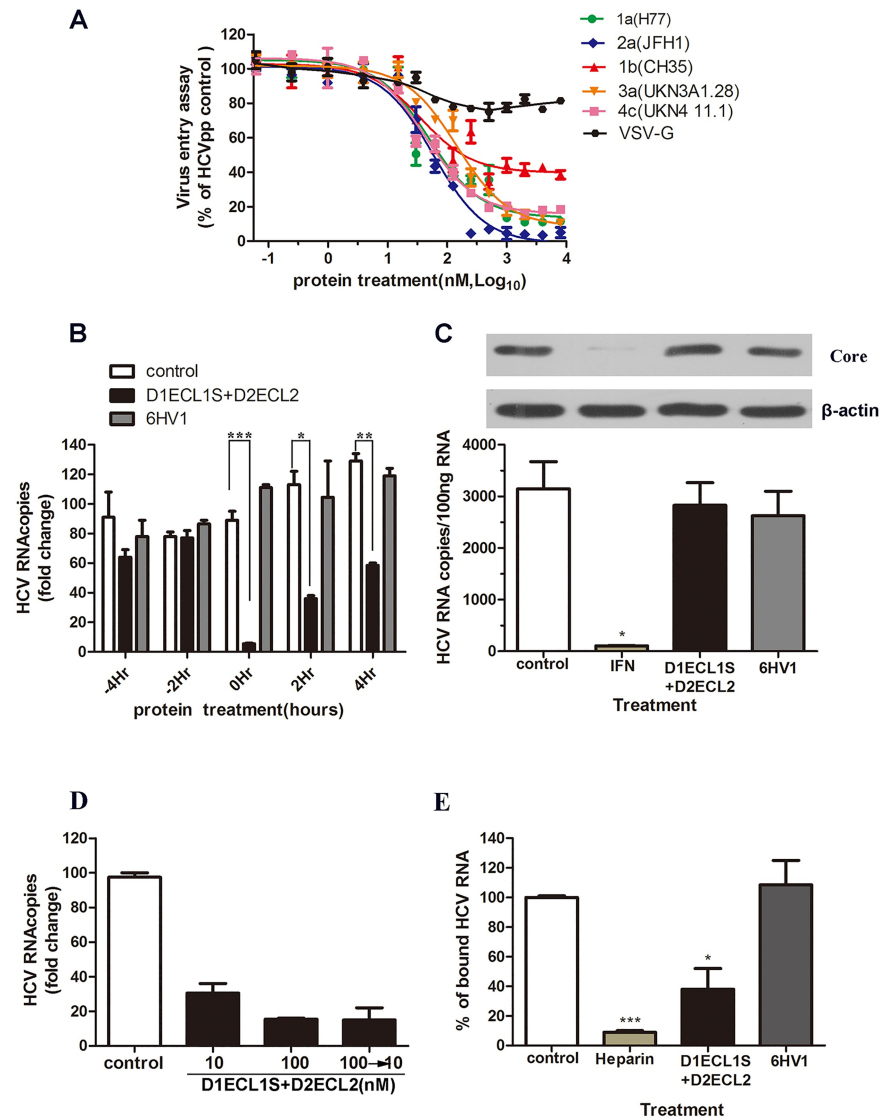 A
Virus entry assay
(% of HCVpp control )
120
100
80
60
40
20
0
-1 0 1 2 3 4
protein treatment(nM,Log10)
1a(H77)
2a(JFH1)
1b(CH35)
3a(UKN3A1.28)
4c(UKN4 11.1)
VSV-G
B
control
D1ECL1S+D2ECL2
6HV1
HCV RNAcopies
(fold change)
140
120
100
80
60
40
20
0
*** * **
-4Hr -2Hr 0Hr 2Hr 4Hr
protein treatment(hours)
C
Core
β-actin
HCV RNA copies/100ng RNA
4000
3000
2000
1000
0
*
control IFN D1ECL1S 6HV1
+D2ECL2
Treatment
D
HCV RNAcopies
(fold change)
120
100
80
60
40
20
0
control 10 100 100→10
D1ECL1S+D2ECL2(nM)
E
% of bound HCV RNA
140
120
100
80
60
40
20
0
*** *
control Heparin D1ECL1S 6HV1
+D2ECL2
Treatment